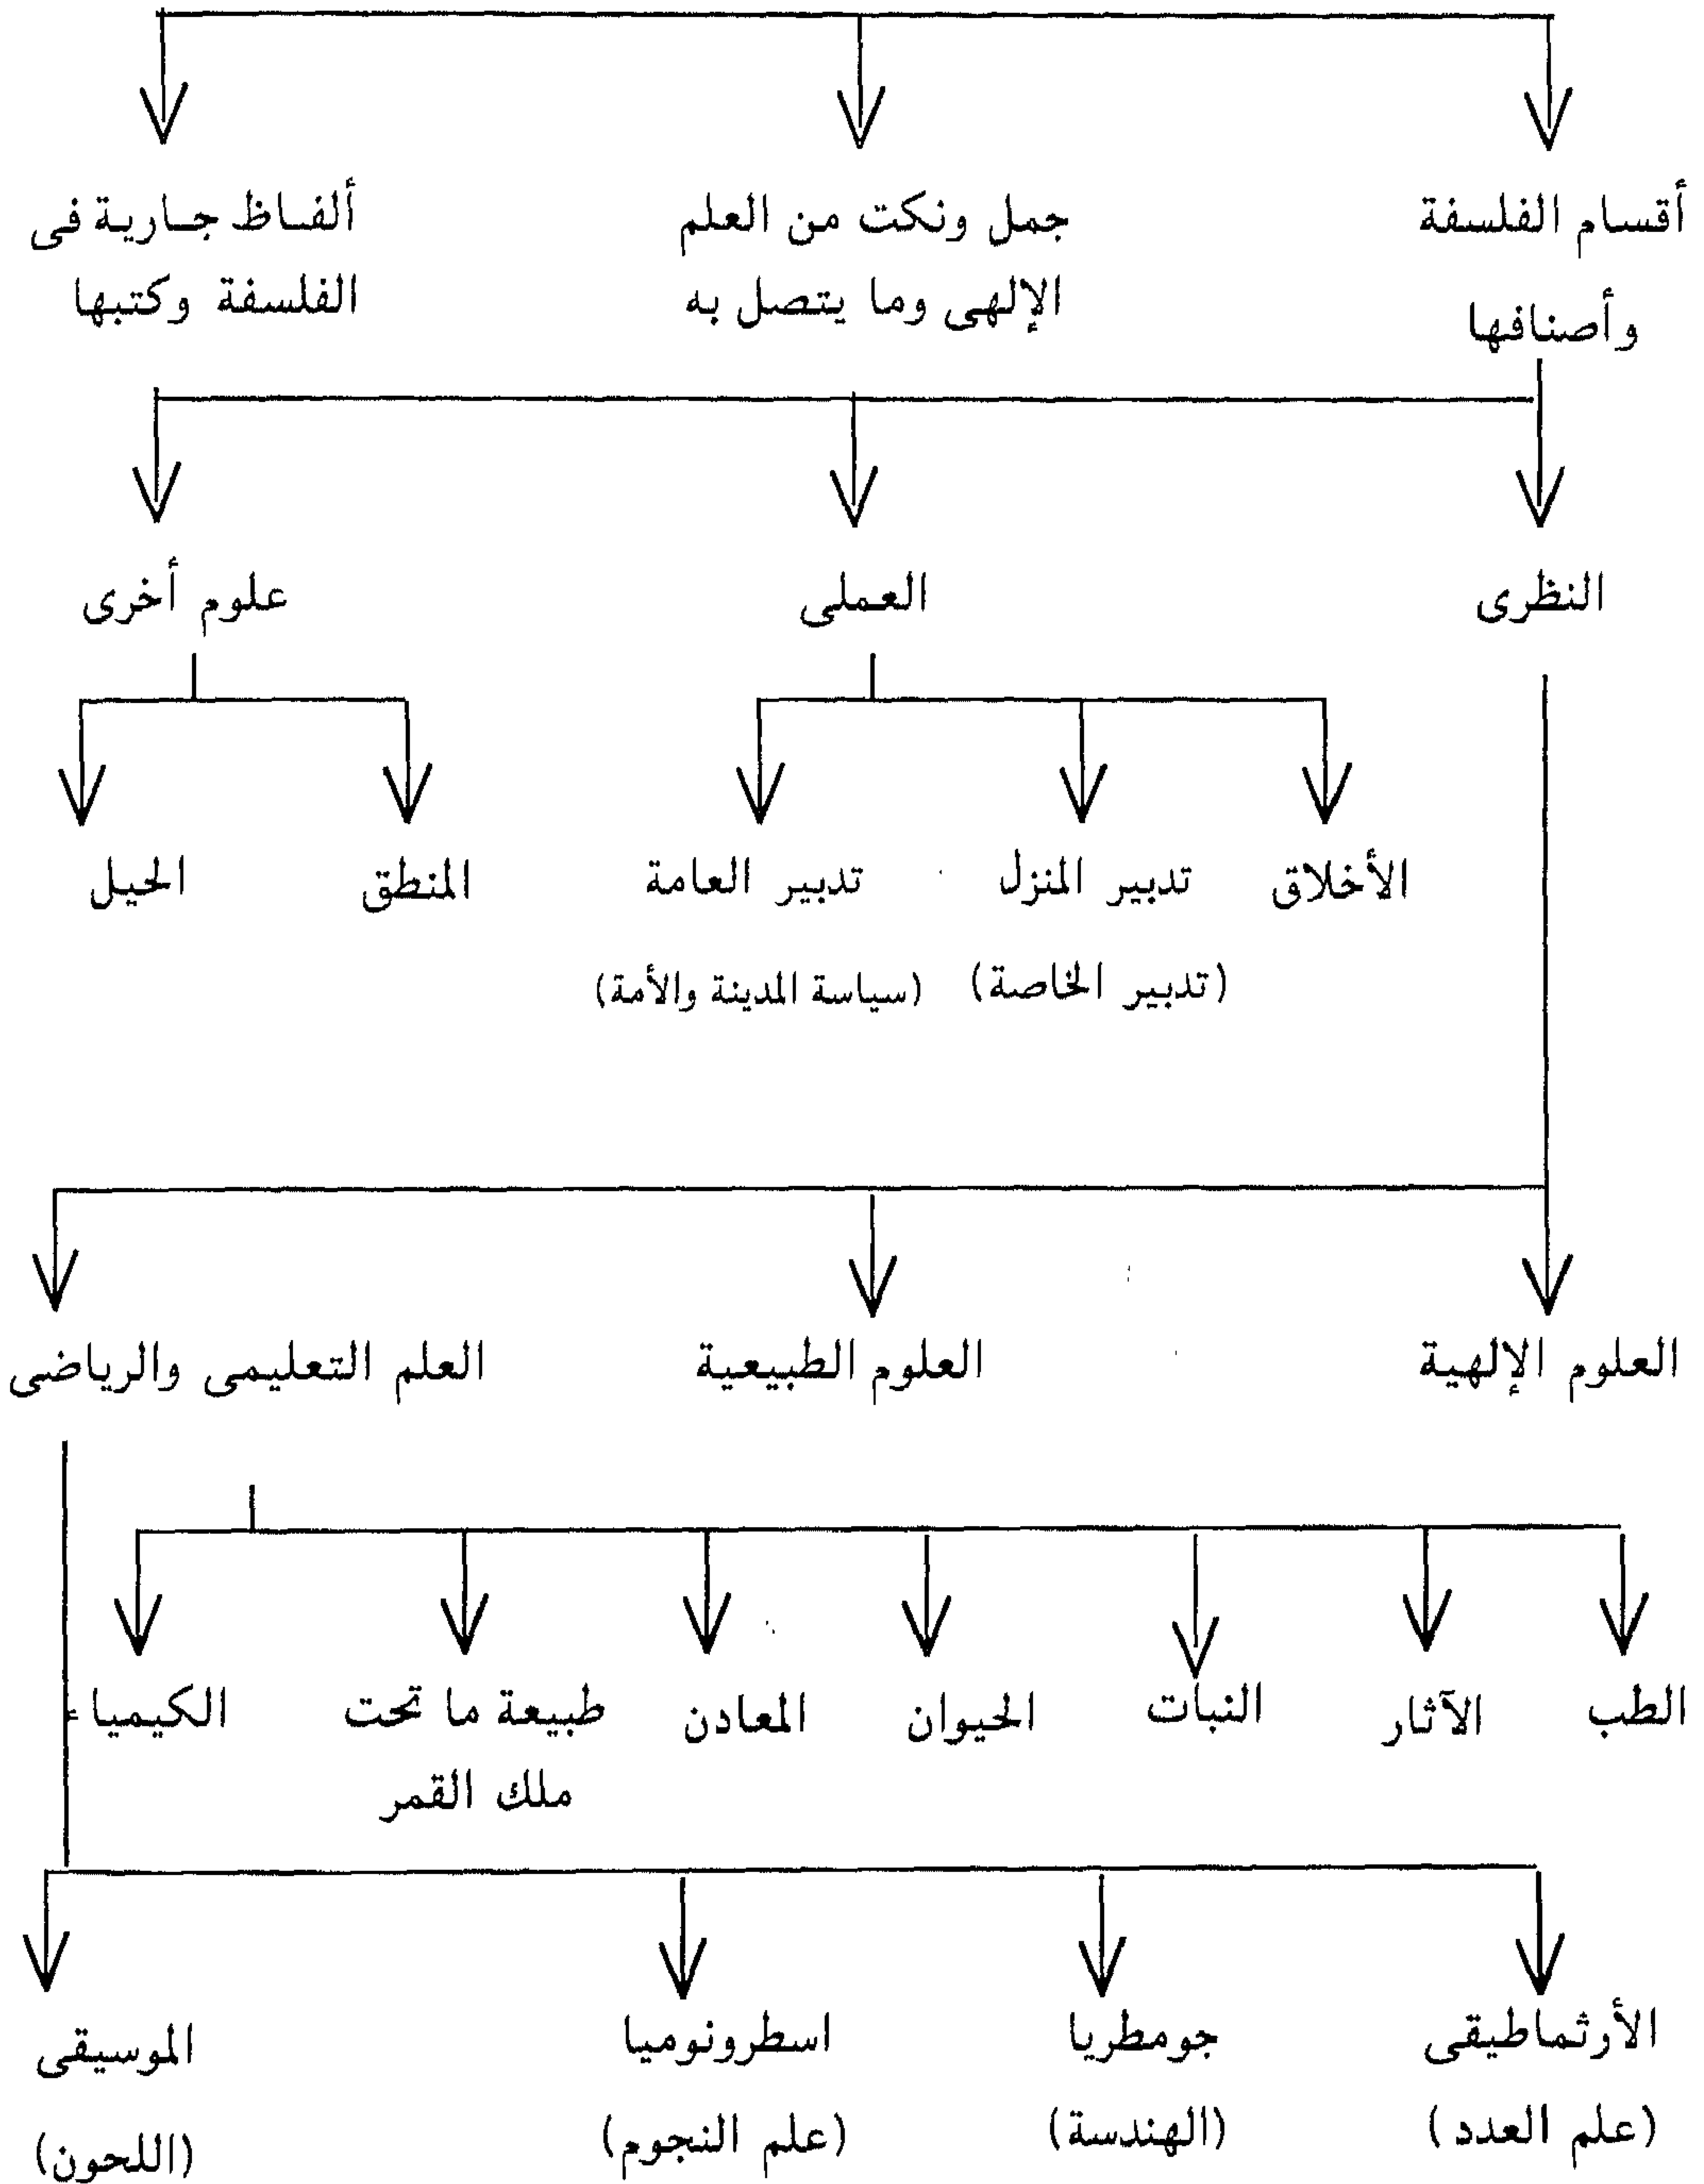 أقسام الفلسفة
وأصنافها
جمل ونكت من العلم
الإلهى وما يتصل به
ألفاظ جارية فى
الفلسفة وكتبها
النظرى
العملى
علوم أخرى
الأخلاق
تدبير المنزل
(تدبير الخاصة)
تدبير العامة
(سياسة المدينة والأمة)
المنطق
الحيل
العلوم الإلهية
العلوم الطبيعية
العلم التعليمى والرياضى
الطب
الآثار
النبات
الحيوان
المعادن
طبيعة ما تحت
ملك القمر
الكيمياء
الأرثماطيقى
(علم العدد)
جومطريا
(الهندسة)
اسطرونوميا
(علم النجوم)
الموسيقى
(اللحون)